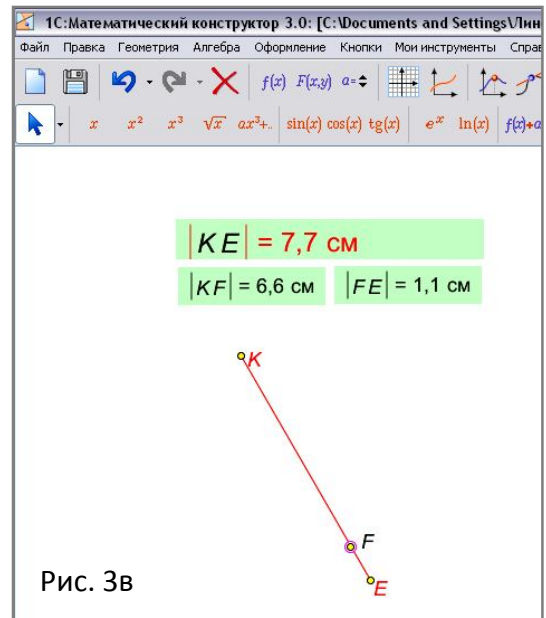 1С:Математический конструктор 3.0: [C:\Documents and Settings\Лин
Файл Правка Геометрия Алгебра Оформление Кнопки Мои инструменты Справ
f(x) F(x,y) a=
x x² x³ √x ax³+.. sin(x) cos(x) tg(x) eˣ ln(x) f(x)+a
|KE| = 7,7 см
|KF| = 6,6 см |FE| = 1,1 см
K
F
E
Рис. 3в